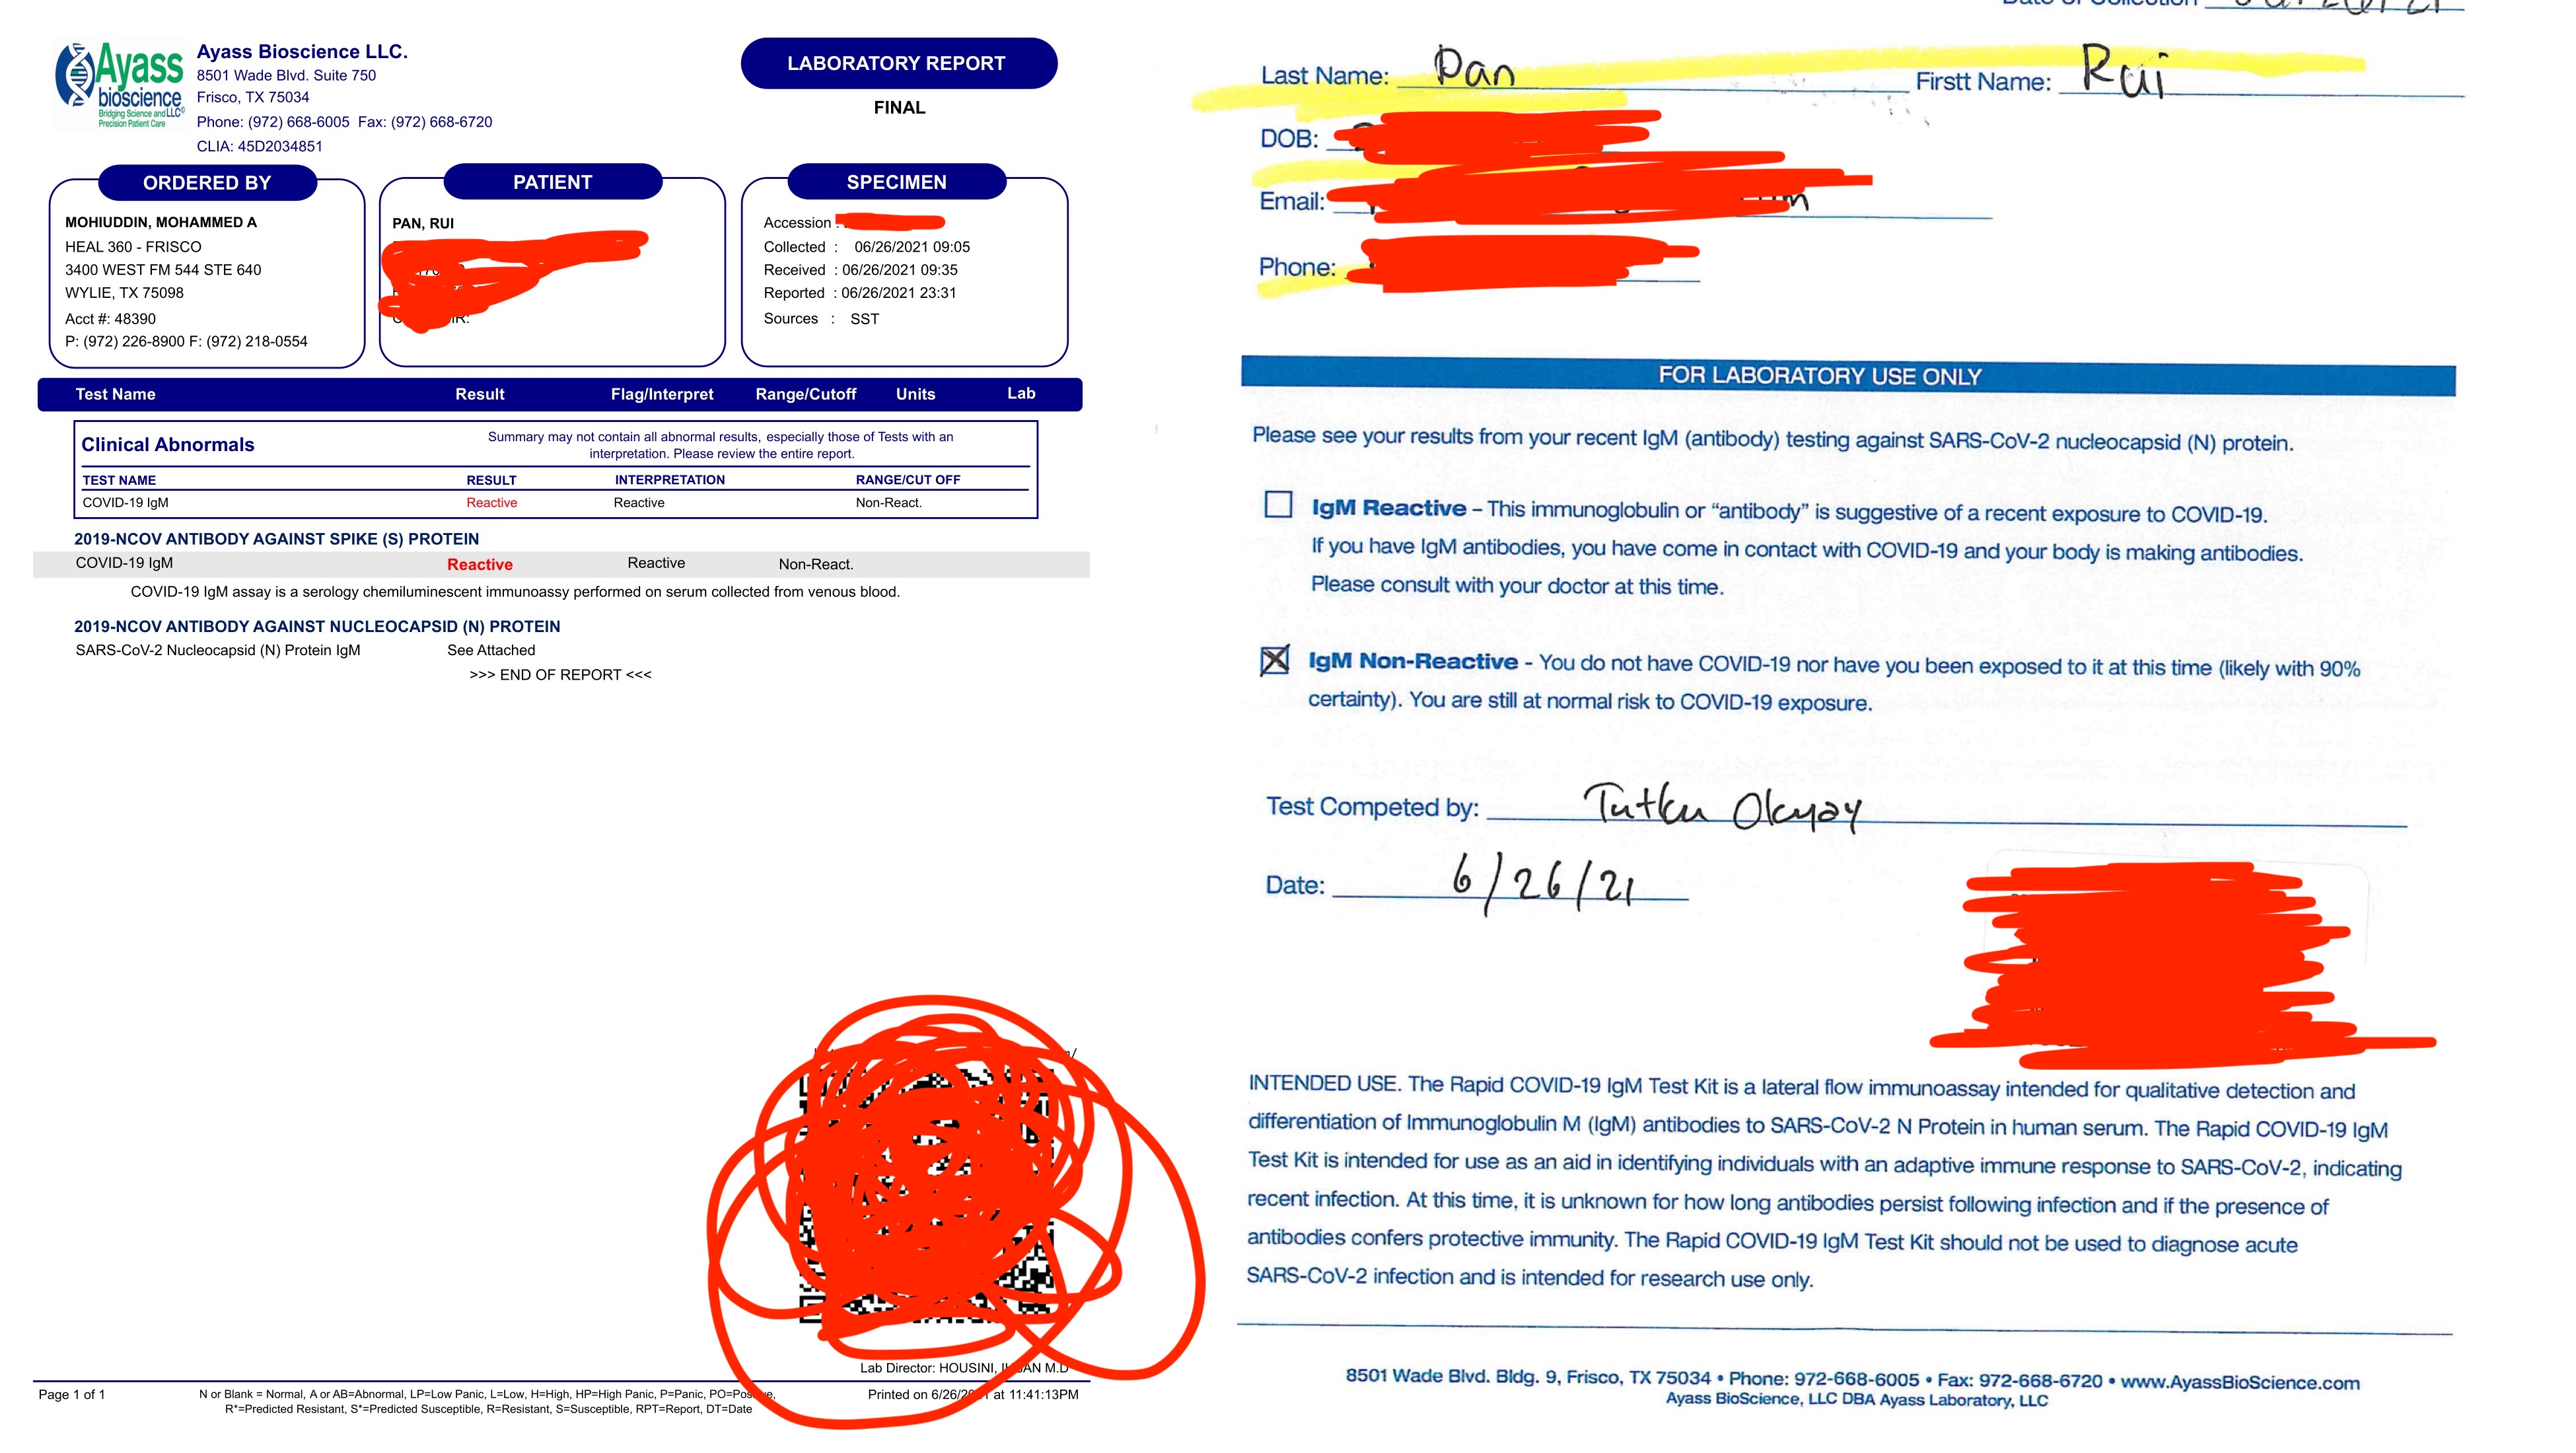 Ayass
bioscience
LLC
Bridging Science and
Precision Patient Care
Ayass Bioscience LLC.
8501 Wade Blvd. Suite 750
Frisco, TX 75034
Phone: (972) 668-6005 Fax: (972) 668-6720
CLIA: 45D2034851
LABORATORY REPORT
FINAL
ORDERED BY
MOHIUDDIN, MOHAMMED A
HEAL 360 - FRISCO
3400 WEST FM 544 STE 640
WYLIE, TX 75098
Acct #: 48390
P: (972) 226-8900 F: (972) 218-0554
PATIENT
PAN, RUI
SPECIMEN
Accession :
Collected : 06/26/2021 09:05
Received : 06/26/2021 09:35
Reported : 06/26/2021 23:31
Sources : SST
Test Name Result Flag/Interpret Range/Cutoff Units Lab
Clinical Abnormals
Summary may not contain all abnormal results, especially those of Tests with an
interpretation. Please review the entire report.
TEST NAME RESULT INTERPRETATION RANGE/CUT OFF
COVID-19 IgM Reactive Reactive Non-React.
2019-NCOV ANTIBODY AGAINST SPIKE (S) PROTEIN
COVID-19 IgM Reactive Reactive Non-React.
COVID-19 IgM assay is a serology chemiluminescent immunoassy performed on serum collected from venous blood.
2019-NCOV ANTIBODY AGAINST NUCLEOCAPSID (N) PROTEIN
SARS-CoV-2 Nucleocapsid (N) Protein IgM See Attached
>>> END OF REPORT <<<
Lab Director: HOUSINI, M.D
Page 1 of 1
N or Blank = Normal, A or AB=Abnormal, LP=Low Panic, L=Low, H=High, HP=High Panic, P=Panic, PO=Positive,
R*=Predicted Resistant, S*=Predicted Susceptible, R=Resistant, S=Susceptible, RPT=Report, DT=Date
Printed on 6/26/2021 at 11:41:13PM
Date of Collection
Last Name: Pan Firstt Name: Rui
DOB:
Email:
Phone:
FOR LABORATORY USE ONLY
Please see your results from your recent IgM (antibody) testing against SARS-CoV-2 nucleocapsid (N) protein.
IgM Reactive – This immunoglobulin or “antibody” is suggestive of a recent exposure to COVID-19.
If you have IgM antibodies, you have come in contact with COVID-19 and your body is making antibodies.
Please consult with your doctor at this time.
IgM Non-Reactive - You do not have COVID-19 nor have you been exposed to it at this time (likely with 90%
certainty). You are still at normal risk to COVID-19 exposure.
Test Competed by: Tutku Okyay
Date: 6/26/21
INTENDED USE. The Rapid COVID-19 IgM Test Kit is a lateral flow immunoassay intended for qualitative detection and
differentiation of Immunoglobulin M (IgM) antibodies to SARS-CoV-2 N Protein in human serum. The Rapid COVID-19 IgM
Test Kit is intended for use as an aid in identifying individuals with an adaptive immune response to SARS-CoV-2, indicating
recent infection. At this time, it is unknown for how long antibodies persist following infection and if the presence of
antibodies confers protective immunity. The Rapid COVID-19 IgM Test Kit should not be used to diagnose acute
SARS-CoV-2 infection and is intended for research use only.
8501 Wade Blvd. Bldg. 9, Frisco, TX 75034 • Phone: 972-668-6005 • Fax: 972-668-6720 • www.AyassBioScience.com
Ayass BioScience, LLC DBA Ayass Laboratory, LLC